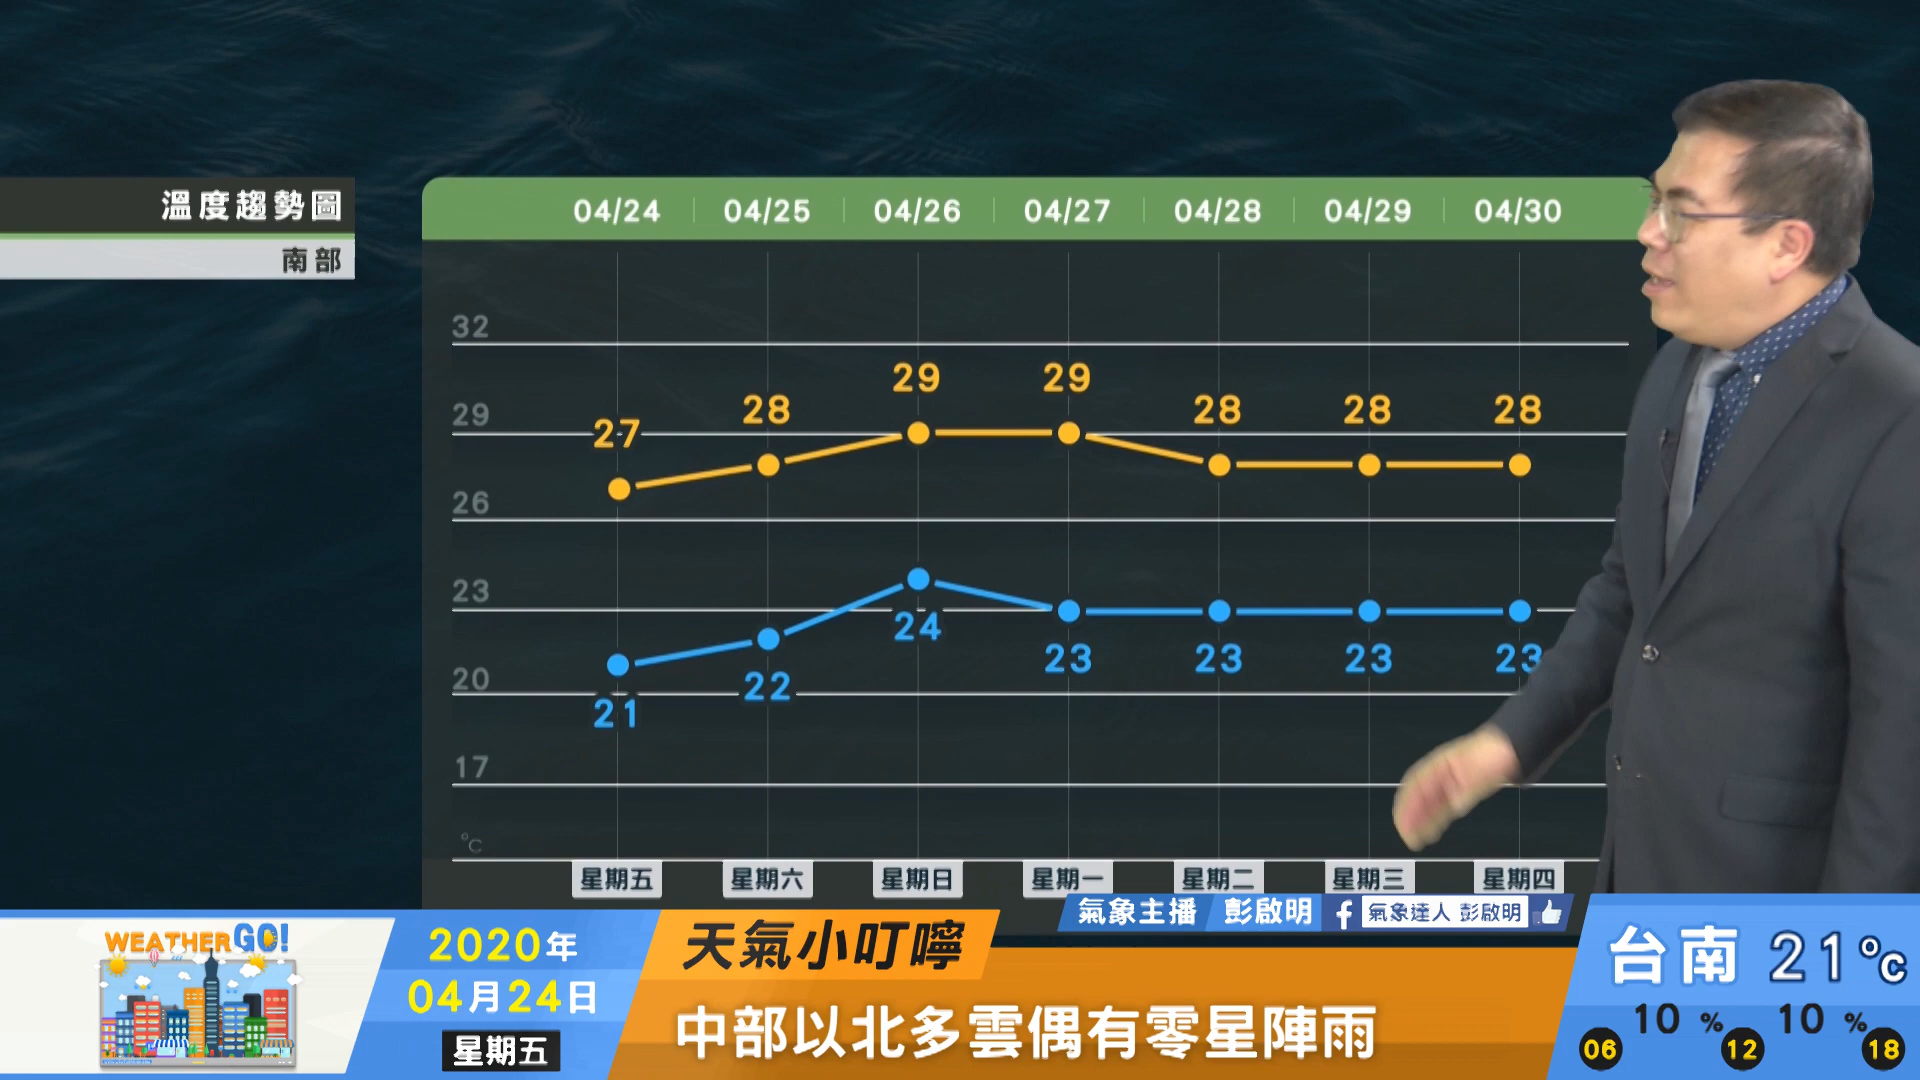 溫度趨勢圖
南部
04/24 04/25 04/26 04/27 04/28 04/29 04/30
32
29
26
23
20
17
°C
27 28 29 29 28 28 28
21 22 24 23 23 23 23
星期五 星期六 星期日 星期一 星期二 星期三 星期四
氣象主播 彭啟明 f 氣象達人 彭啟明
WEATHER GO!
2020年
04月24日
星期五
天氣小叮嚀
中部以北多雲偶有零星陣雨
台南 21°C
10 % 10 %
06 12 18